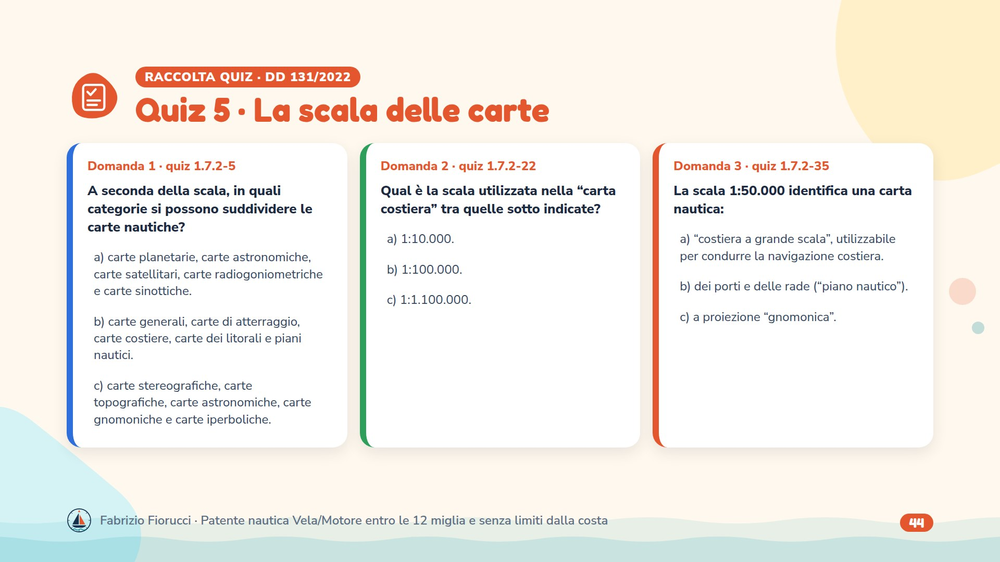 RACCOLTA QUIZ · DD 131/2022
Quiz 5 · La scala delle carte
Domanda 1 · quiz 1.7.2-5
A seconda della scala, in quali
categorie si possono suddividere le
carte nautiche?
a) carte planetarie, carte astronomiche,
carte satellitari, carte radiogoniometriche
e carte sinottiche.
b) carte generali, carte di atterraggio,
carte costiere, carte dei litorali e piani
nautici.
c) carte stereografiche, carte
topografiche, carte astronomiche, carte
gnomoniche e carte iperboliche.
Domanda 2 · quiz 1.7.2-22
Qual è la scala utilizzata nella “carta
costiera” tra quelle sotto indicate?
a) 1:10.000.
b) 1:100.000.
c) 1:1.100.000.
Domanda 3 · quiz 1.7.2-35
La scala 1:50.000 identifica una carta
nautica:
a) “costiera a grande scala”, utilizzabile
per condurre la navigazione costiera.
b) dei porti e delle rade (“piano nautico”).
c) a proiezione “gnomonica”.
Fabrizio Fiorucci · Patente nautica Vela/Motore entro le 12 miglia e senza limiti dalla costa
44